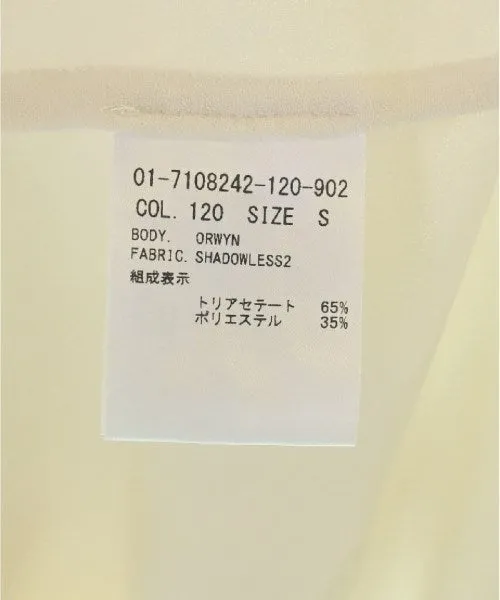 01-7108242-120-902
COL. 120 SIZE S
BODY. ORWYN
FABRIC. SHADOWLESS2
組成表示
トリアセテート 65%
ポリエステル 35%